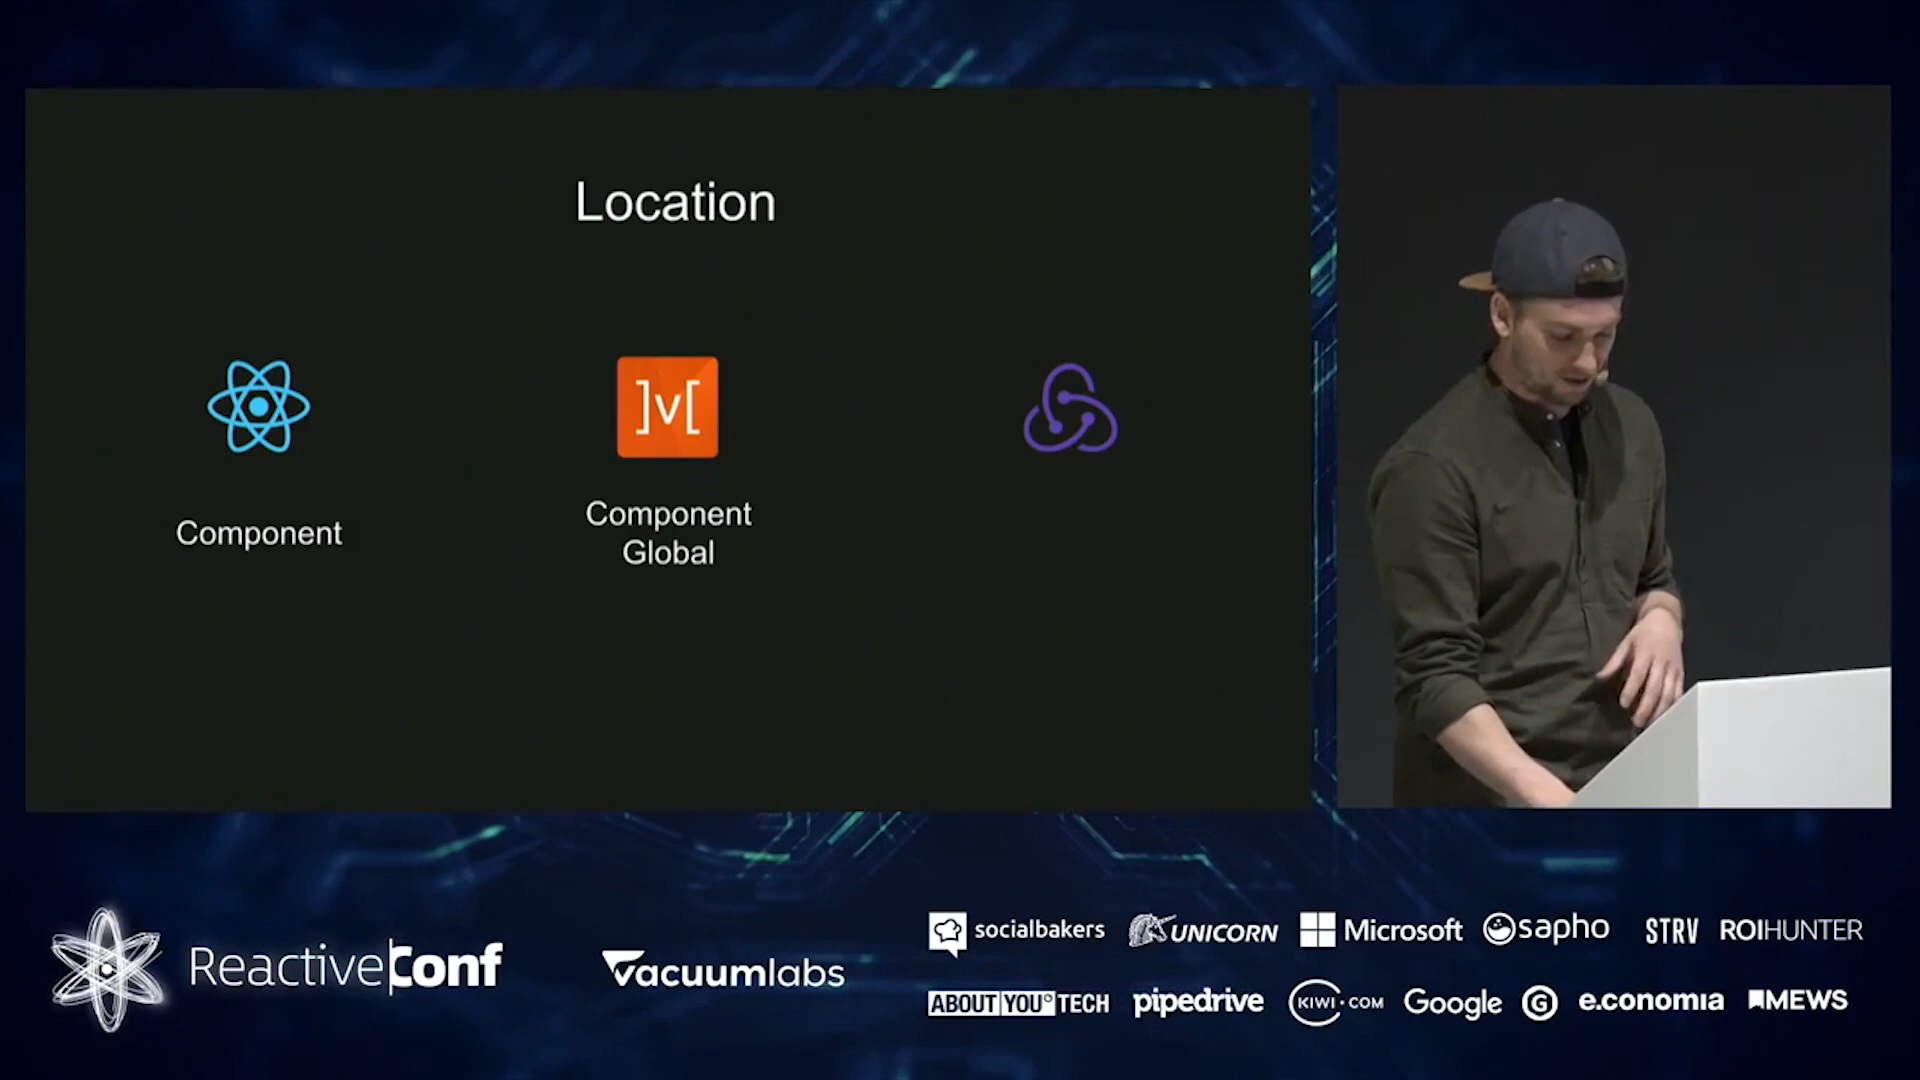 Location
]v[
Component
Component
Global
ReactiveConf
vacuumlabs
socialbakers
UNICORN
Microsoft
sapho
STRV
ROIHUNTER
ABOUT YOU° TECH
pipedrive
KIWI.COM
Google
G
e.conomia
MEWS